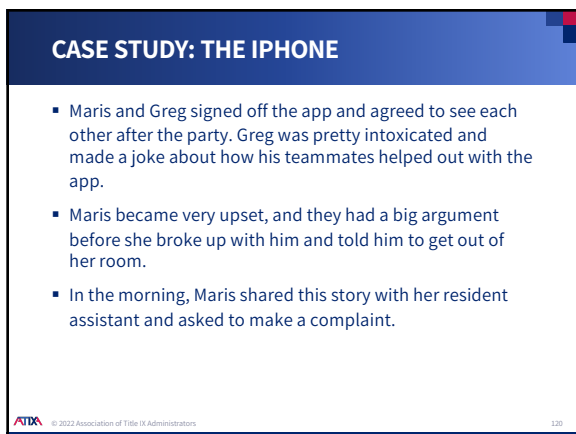 CASE STUDY: THE IPHONE
▪ Maris and Greg signed off the app and agreed to see each
other after the party. Greg was pretty intoxicated and
made a joke about how his teammates helped out with the
app.
▪ Maris became very upset, and they had a big argument
before she broke up with him and told him to get out of
her room.
▪ In the morning, Maris shared this story with her resident
assistant and asked to make a complaint.
ATIXA © 2022 Association of Title IX Administrators 120